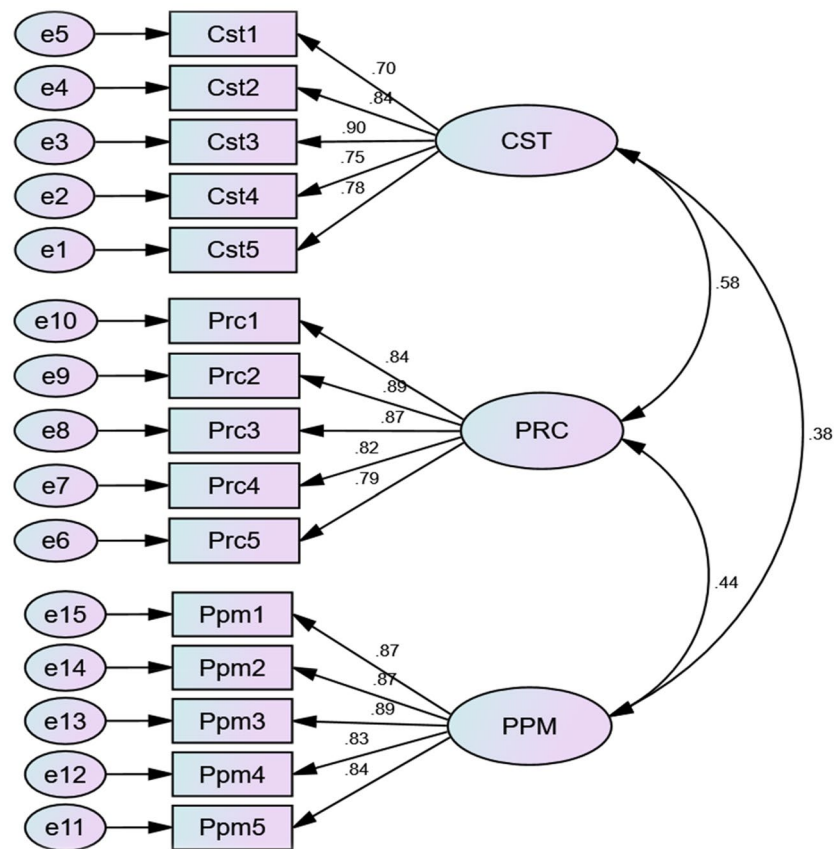 e5 Cst1
.70
e4 Cst2
.84
e3 Cst3
.90
CST
e2 Cst4
.75
e1 Cst5
.78
.58
e10 Prc1
.84
e9 Prc2
.89
e8 Prc3
.87
PRC
.38
e7 Prc4
.82
e6 Prc5
.79
.44
e15 Ppm1
.87
e14 Ppm2
.87
e13 Ppm3
.89
PPM
e12 Ppm4
.83
e11 Ppm5
.84